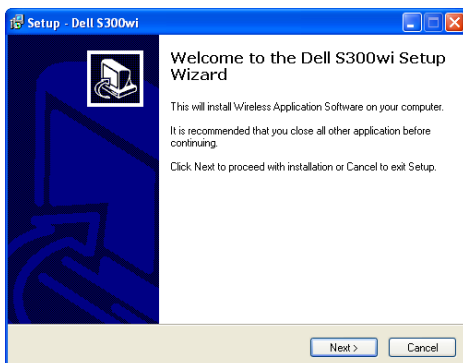 Setup - Dell S300wi
Welcome to the Dell S300wi Setup
Wizard
This will install Wireless Application Software on your computer.
It is recommended that you close all other application before
continuing.
Click Next to proceed with installation or Cancel to exit Setup.
Next >
Cancel